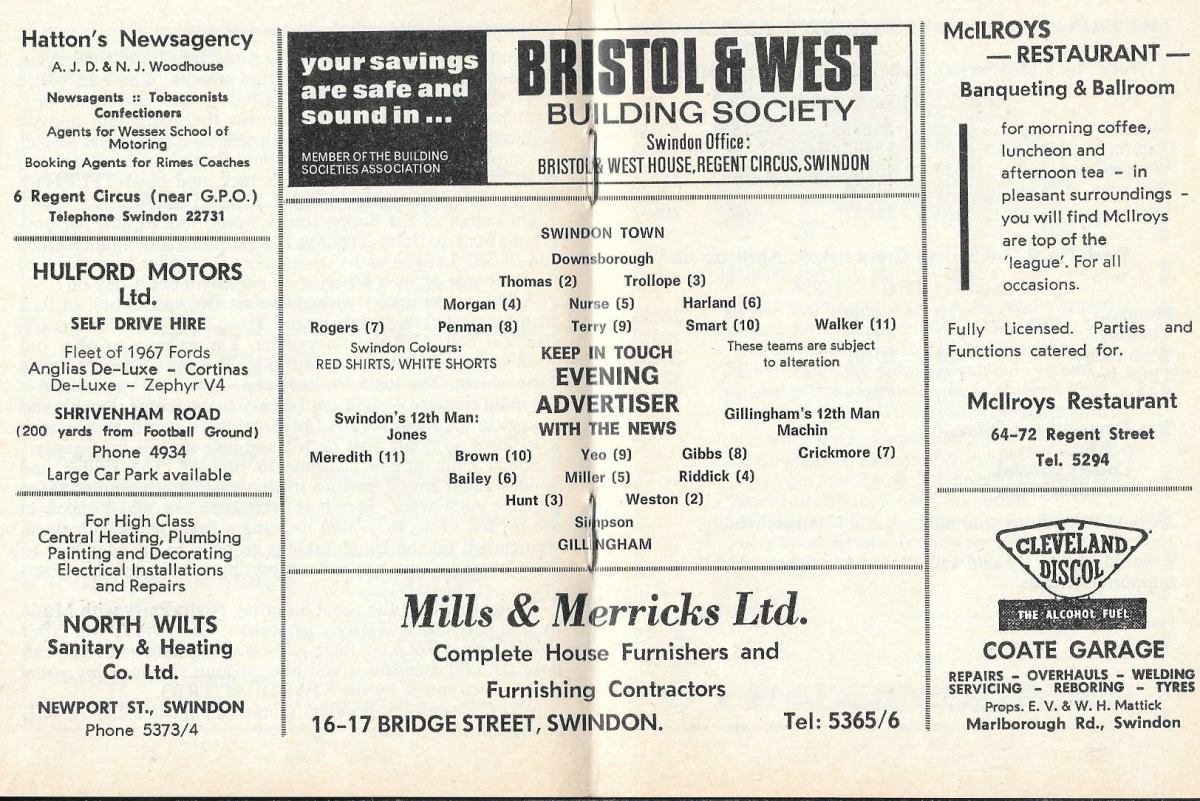 Hatton's Newsagency
A. J. D. & N. J. Woodhouse
Newsagents :: Tobacconists
Confectioners
Agents for Wessex School of
Motoring
Booking Agents for Rimes Coaches
6 Regent Circus (near G.P.O.)
Telephone Swindon 22731
HULFORD MOTORS
Ltd.
SELF DRIVE HIRE
Fleet of 1967 Fords
Anglias De-Luxe - Cortinas
De-Luxe - Zephyr V4
SHRIVENHAM ROAD
(200 yards from Football Ground)
Phone 4934
Large Car Park available
For High Class
Central Heating, Plumbing
Painting and Decorating
Electrical Installations
and Repairs
NORTH WILTS
Sanitary & Heating
Co. Ltd.
NEWPORT ST., SWINDON
Phone 5373/4
your savings
are safe and
sound in...
MEMBER OF THE BUILDING
SOCIETIES ASSOCIATION
BRISTOL & WEST
BUILDING SOCIETY
Swindon Office:
BRISTOL & WEST HOUSE, REGENT CIRCUS, SWINDON
SWINDON TOWN
Downsborough
Thomas (2) Trollope (3)
Morgan (4) Nurse (5) Harland (6)
Rogers (7) Penman (8) Terry (9) Smart (10) Walker (11)
Swindon Colours:
RED SHIRTS, WHITE SHORTS
KEEP IN TOUCH
EVENING
ADVERTISER
WITH THE NEWS
These teams are subject
to alteration
Swindon's 12th Man:
Jones
Gillingham's 12th Man
Machin
Meredith (11) Brown (10) Yeo (9) Gibbs (8) Crickmore (7)
Bailey (6) Miller (5) Riddick (4)
Hunt (3) Weston (2)
Simpson
GILLINGHAM
Mills & Merricks Ltd.
Complete House Furnishers and
Furnishing Contractors
16-17 BRIDGE STREET, SWINDON. Tel: 5365/6
McILROYS
— RESTAURANT —
Banqueting & Ballroom
for morning coffee,
luncheon and
afternoon tea - in
pleasant surroundings -
you will find McIlroys
are top of the
'league'. For all
occasions.
Fully Licensed. Parties and
Functions catered for.
McIlroys Restaurant
64-72 Regent Street
Tel. 5294
CLEVELAND
DISCOL
THE ALCOHOL FUEL
COATE GARAGE
REPAIRS - OVERHAULS - WELDING
SERVICING - REBORING - TYRES
Props. E. V. & W. H. Mattick
Marlborough Rd., Swindon